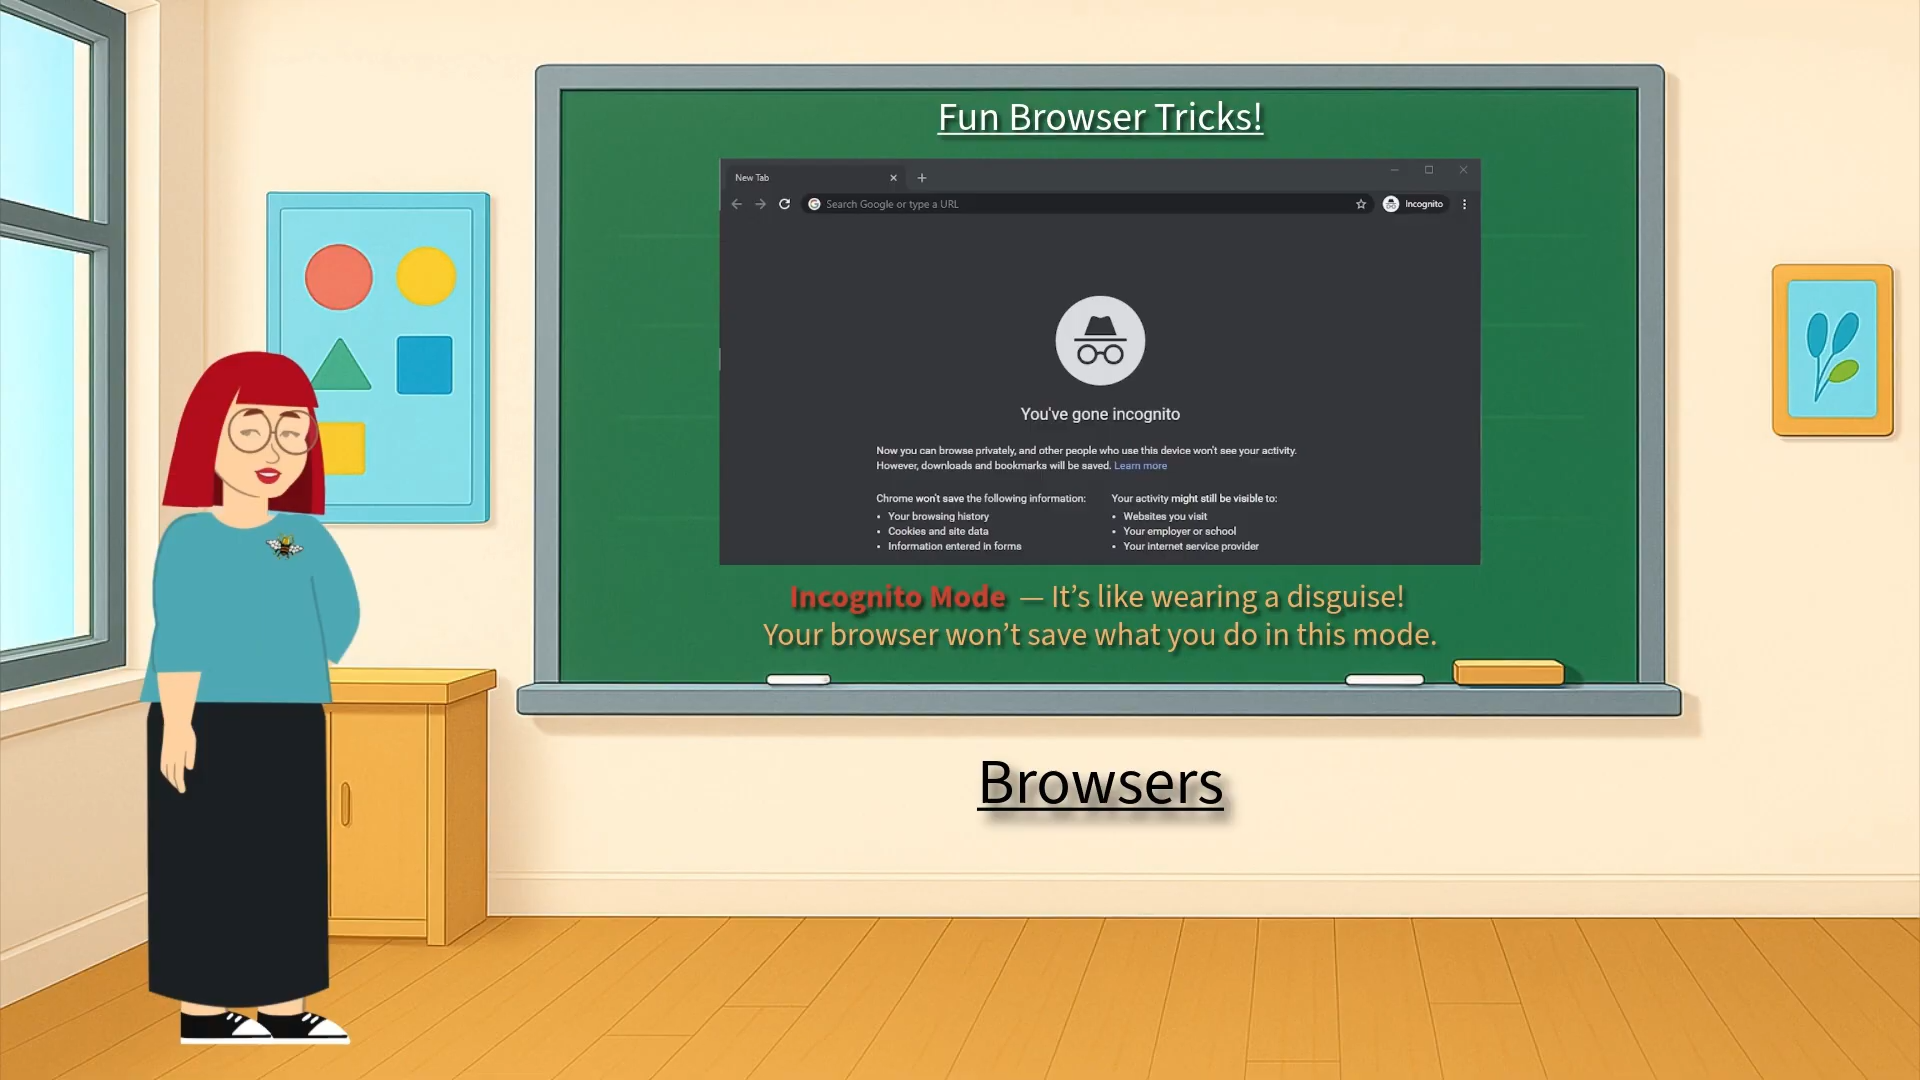 Fun Browser Tricks!
New Tab
Search Google or type a URL
Incognito
You've gone incognito
Now you can browse privately, and other people who use this device won't see your activity.
However, downloads and bookmarks will be saved. Learn more
Chrome won't save the following information:
• Your browsing history
• Cookies and site data
• Information entered in forms
Your activity might still be visible to:
• Websites you visit
• Your employer or school
• Your internet service provider
Incognito Mode — It’s like wearing a disguise!
Your browser won’t save what you do in this mode.
Browsers